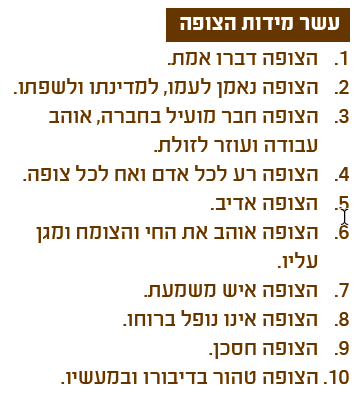 עשר מידות הצופה
1. הצופה דברו אמת.
2. הצופה נאמן לעמו, למדינתו ולשפתו.
3. הצופה חבר מועיל בחברה, אוהב
עבודה ועוזר לזולת.
4. הצופה רע לכל אדם ואח לכל צופה.
5. הצופה אדיב.
6. הצופה אוהב את החי והצומח ומגן
עליו.
7. הצופה איש משמעת.
8. הצופה אינו נופל ברוחו.
9. הצופה חסכן.
10. הצופה טהור בדיבורו ובמעשיו.